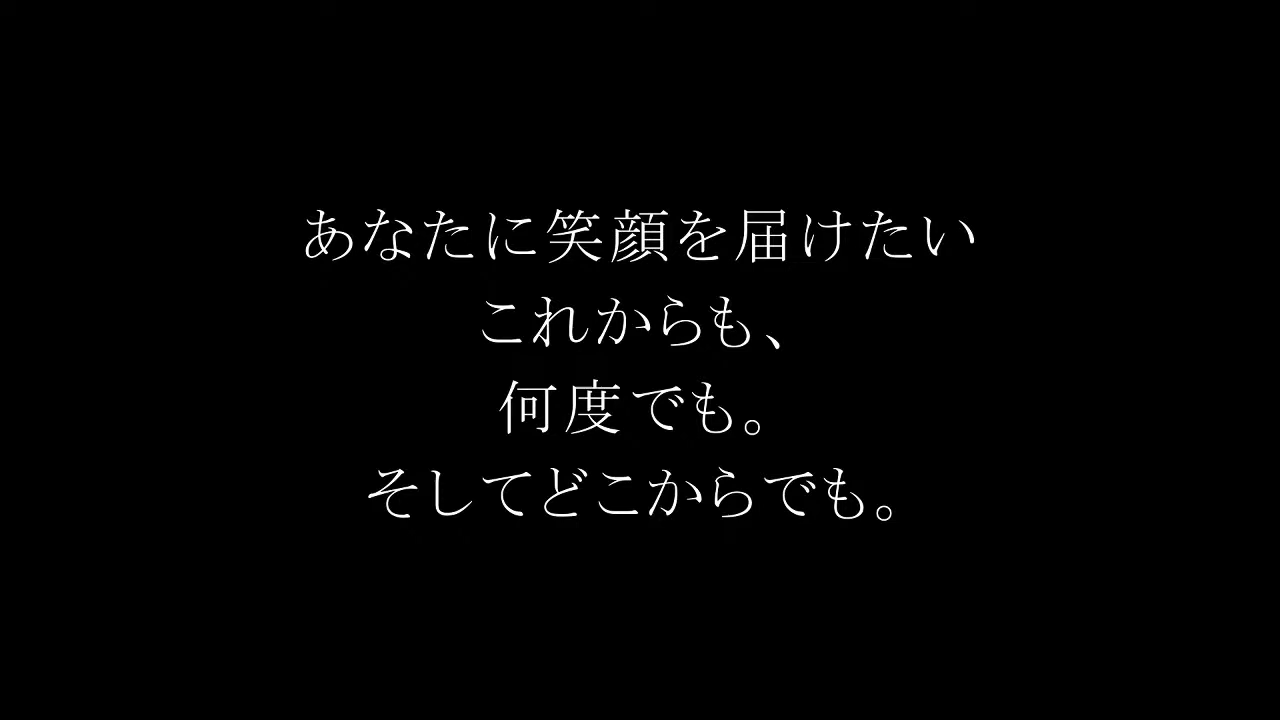 あなたに笑顔を届けたい
これからも、
何度でも。
そしてどこからでも。